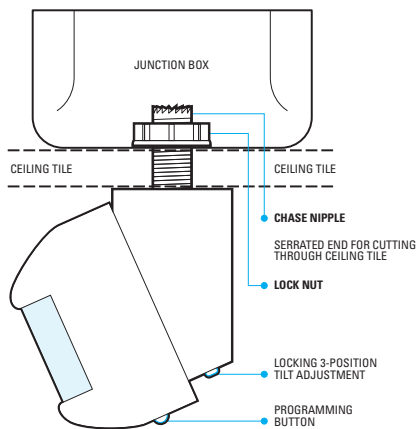 JUNCTION BOX
CEILING TILE
CEILING TILE
CHASE NIPPLE
SERRATED END FOR CUTTING
THROUGH CEILING TILE
LOCK NUT
LOCKING 3-POSITION
TILT ADJUSTMENT
PROGRAMMING
BUTTON